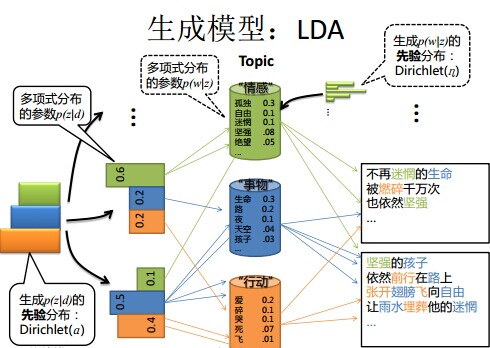 生成模型：LDA
多项式分布
的参数p(z|d)
多项式分布
的参数p(w|z)
Topic
生成p(w|z)的
先验分布：
Dirichlet(η)
...
...
...
"情感"
孤独 0.3
自由 0.1
迷惘 0.1
坚强 .08
绝望 .05
...
0.6
0.2
0.2
"事物"
生命 0.3
路 0.2
夜 0.1
天空 .04
孩子 .03
...
不再迷惘的生命
被燃碎千万次
也依然坚强
...
0.1
0.5
0.4
"行动"
爱 0.2
碎 0.1
哭 0.1
死 .07
飞 .01
...
坚强的孩子
依然前行在路上
张开翅膀飞向自由
让雨水埋葬他的迷惘
...
生成p(z|d)的
先验分布：
Dirichlet(α)